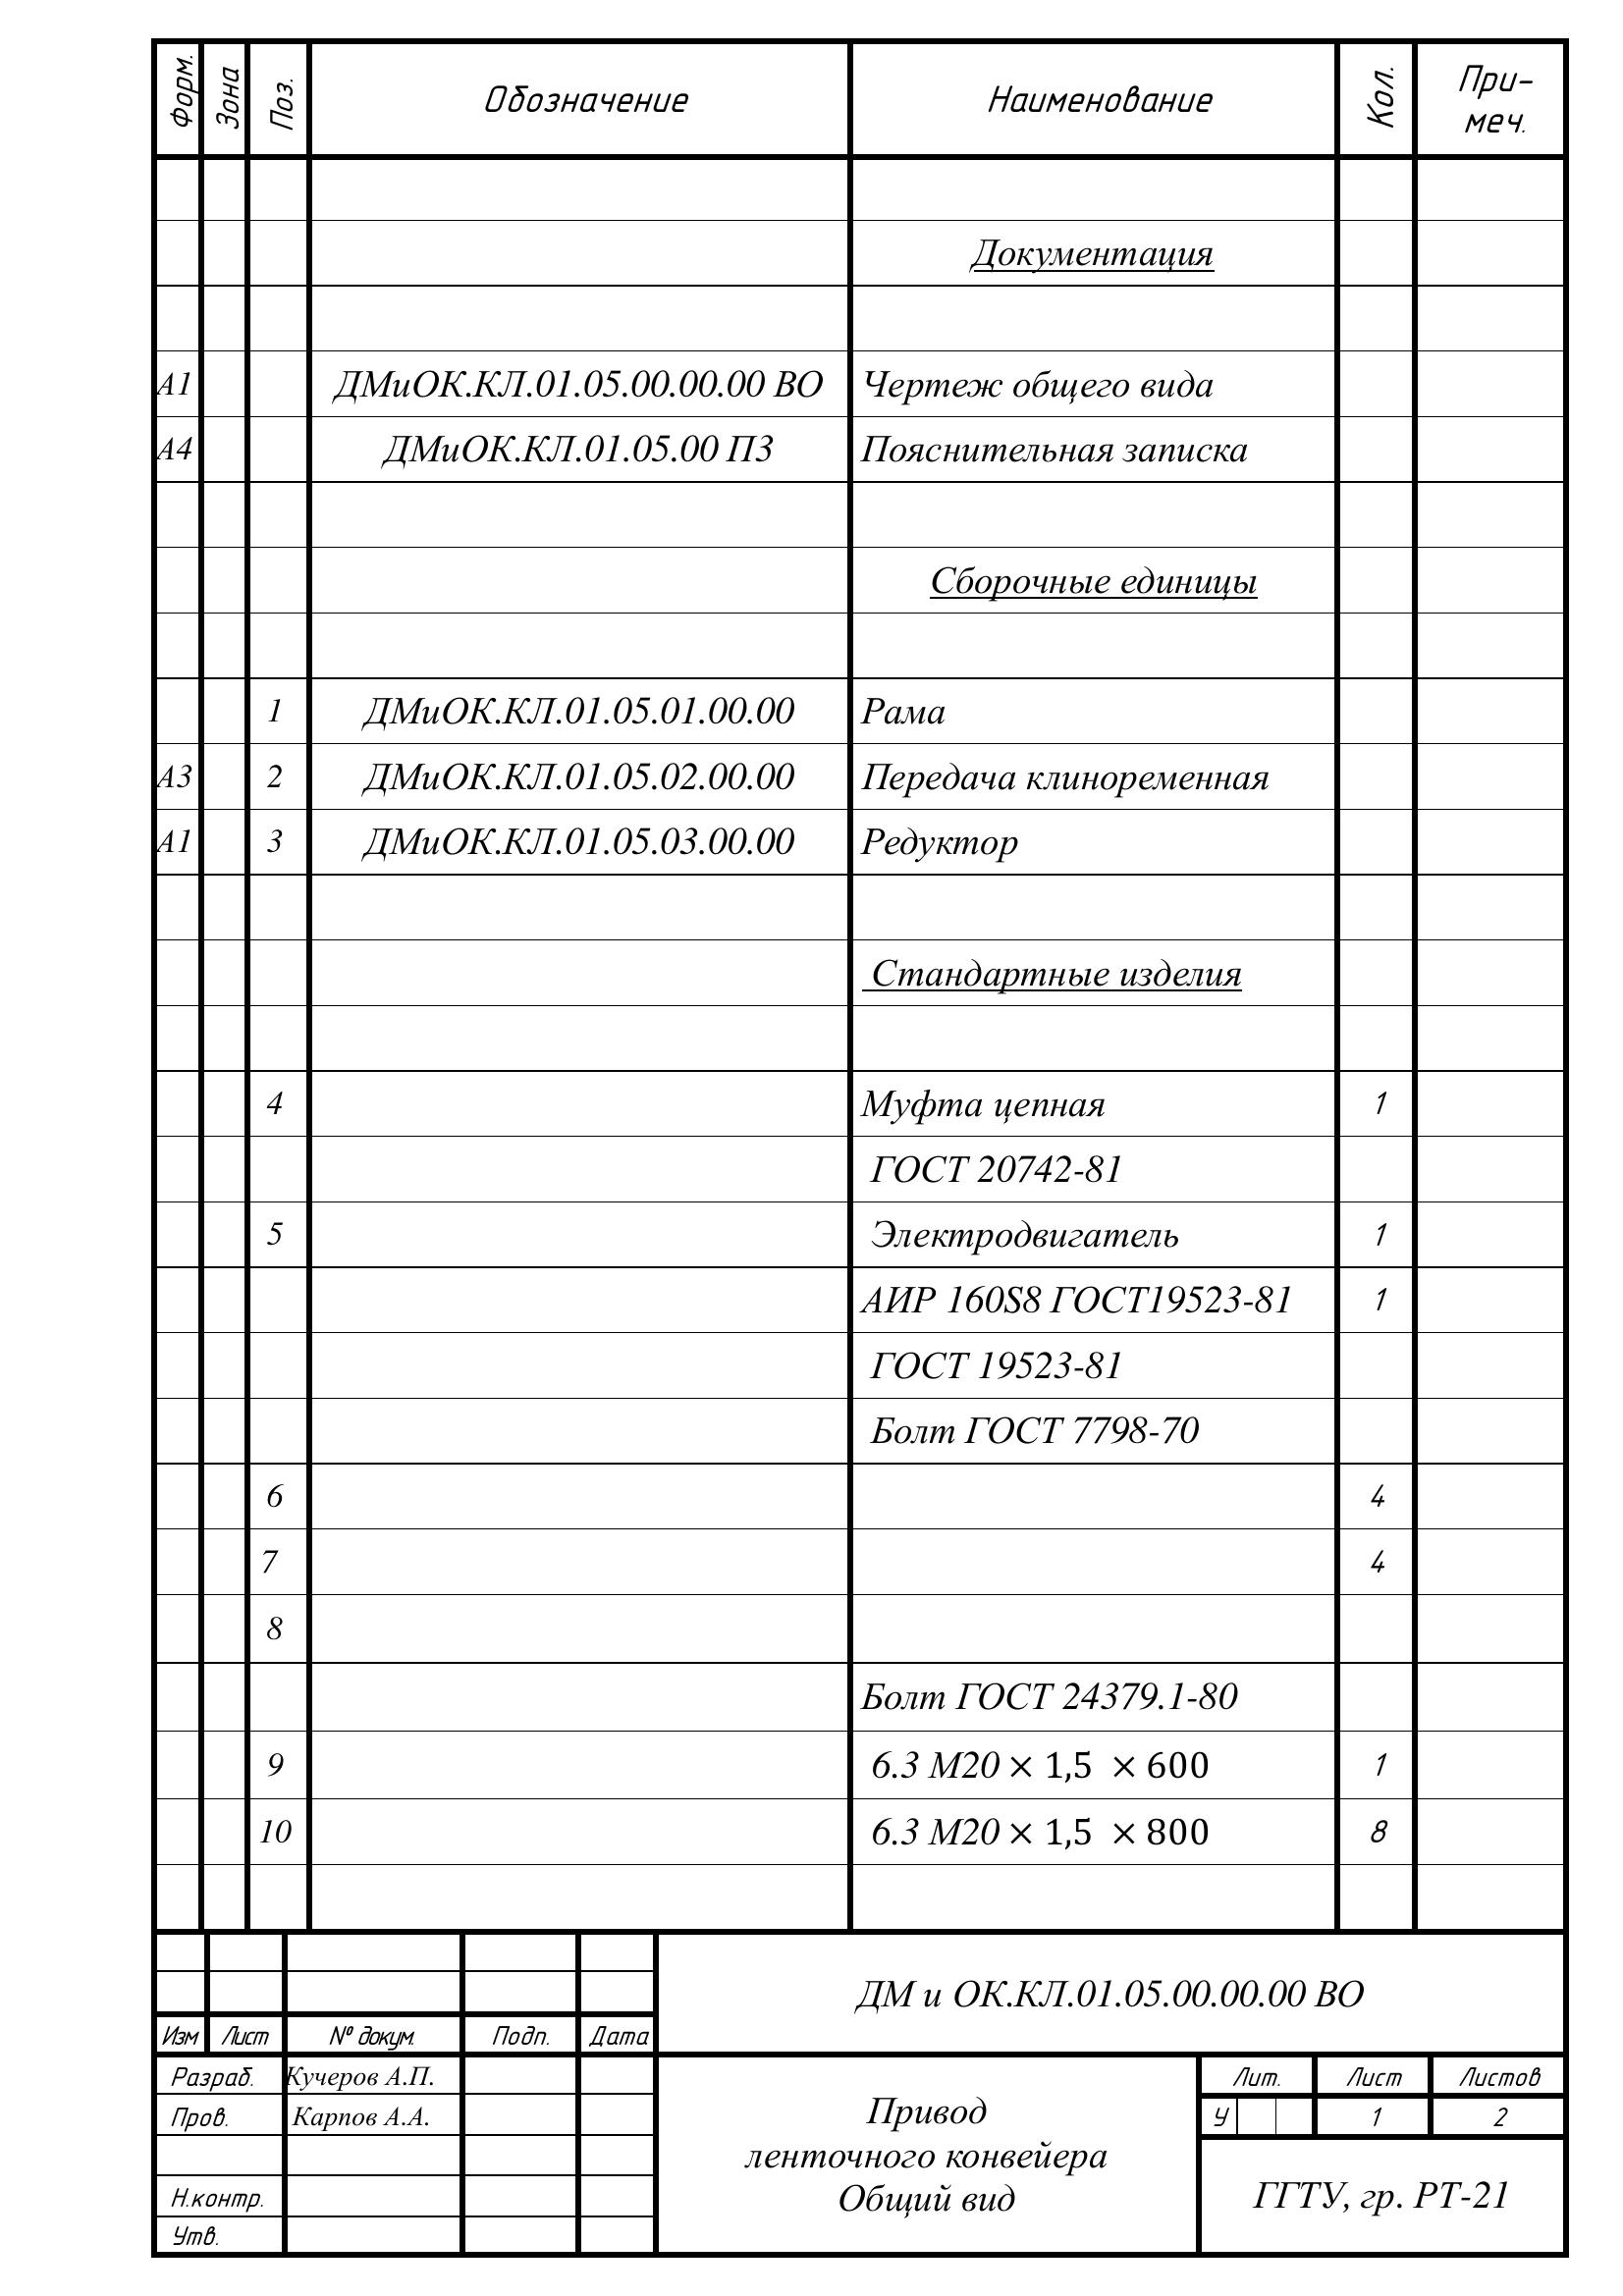 Форм. Зона Поз. Обозначение Наименование Кол. При-
меч.
Документация
А1 ДМиОК.КЛ.01.05.00.00.00 ВО Чертеж общего вида
А4 ДМиОК.КЛ.01.05.00 ПЗ Пояснительная записка
Сборочные единицы
1 ДМиОК.КЛ.01.05.01.00.00 Рама
А3 2 ДМиОК.КЛ.01.05.02.00.00 Передача клиноременная
А1 3 ДМиОК.КЛ.01.05.03.00.00 Редуктор
Стандартные изделия
4 Муфта цепная 1
ГОСТ 20742-81
5 Электродвигатель 1
АИР 160S8 ГОСТ19523-81 1
ГОСТ 19523-81
Болт ГОСТ 7798-70
6 4
7 4
8
Болт ГОСТ 24379.1-80
9 6.3 М20 × 1,5 × 600 1
10 6.3 М20 × 1,5 × 800 8
ДМ и ОК.КЛ.01.05.00.00.00 ВО
Изм Лист № докум. Подп. Дата
Разраб. Кучеров А.П.
Пров. Карпов А.А.
Н.контр.
Утв.
Привод
ленточного конвейера
Общий вид
Лит. Лист Листов
У 1 2
ГГТУ, гр. РТ-21